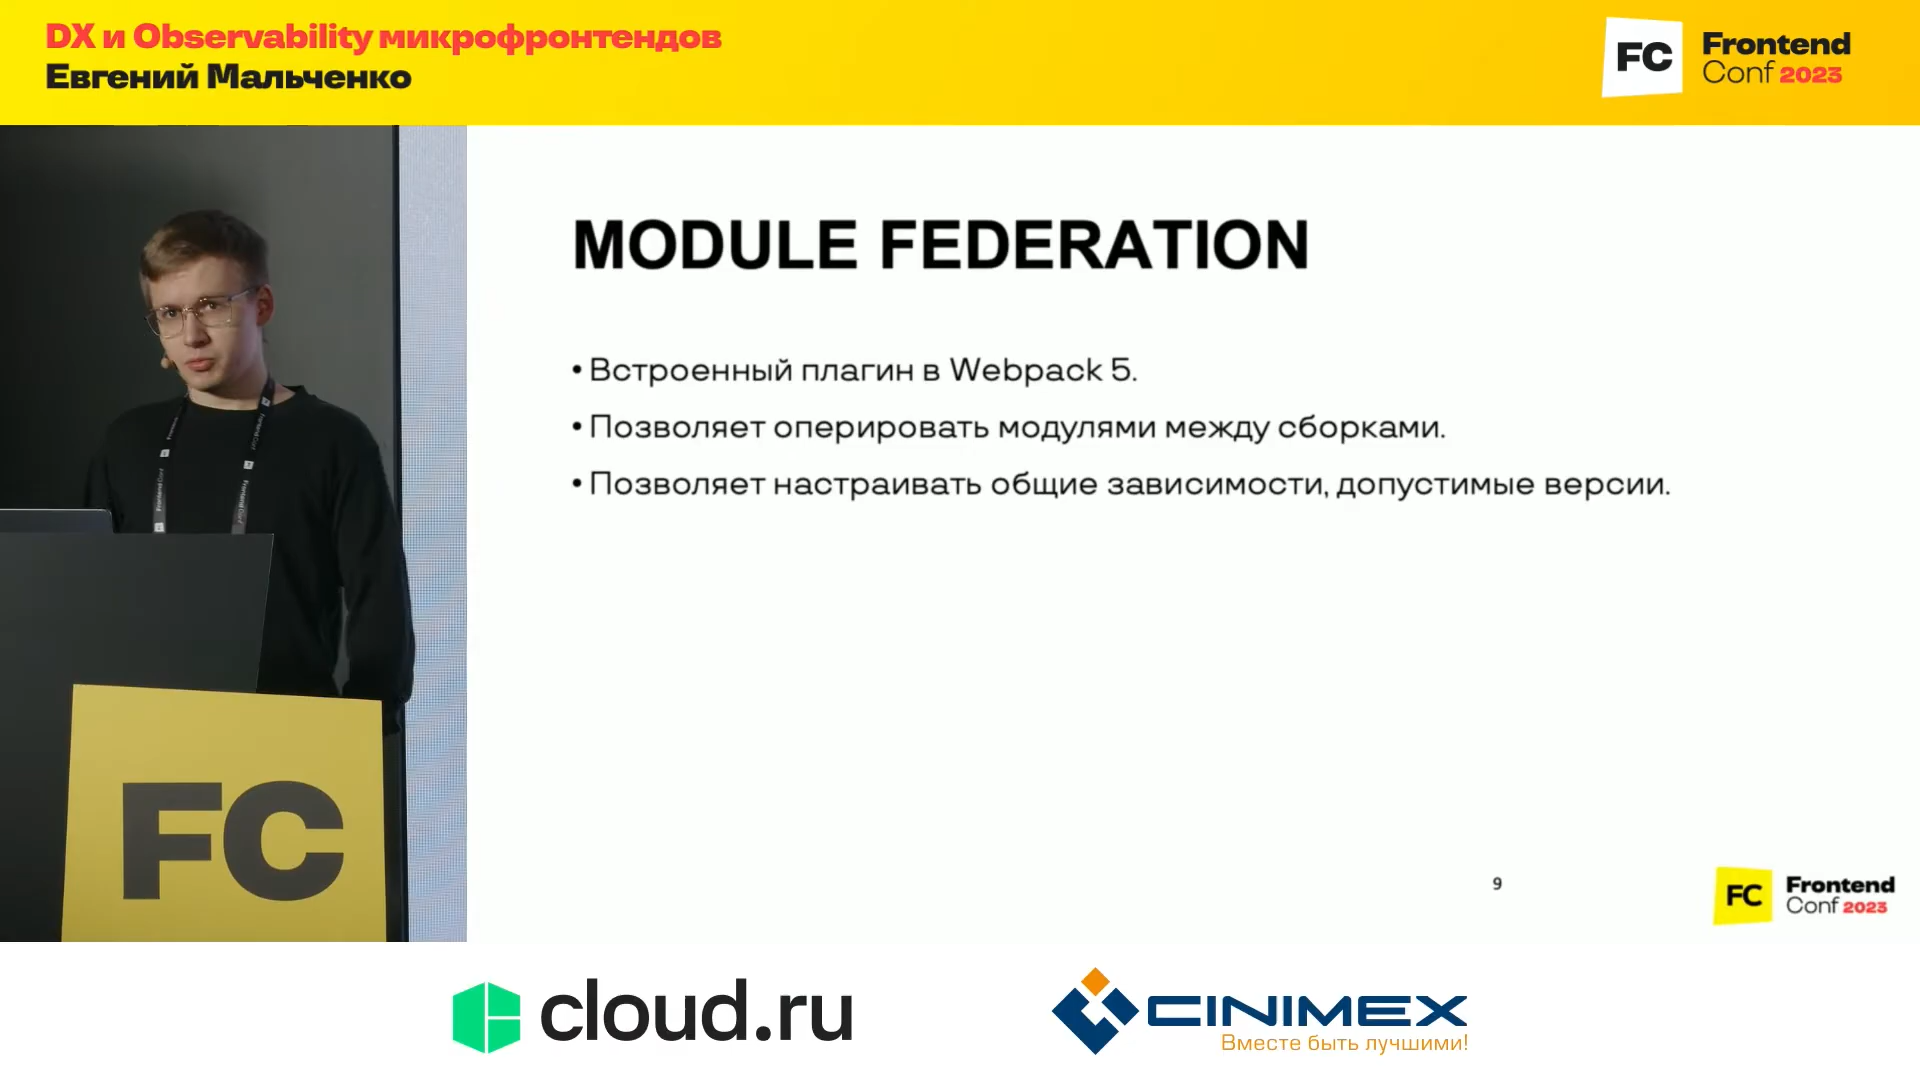 DX и Observability микрофронтендов
Евгений Мальченко
FC
Frontend
Conf 2023
MODULE FEDERATION
• Встроенный плагин в Webpack 5.
• Позволяет оперировать модулями между сборками.
• Позволяет настраивать общие зависимости, допустимые версии.
FC
9
FC
Frontend
Conf 2023
cloud.ru
CINIMEX
Вместе быть лучшими!